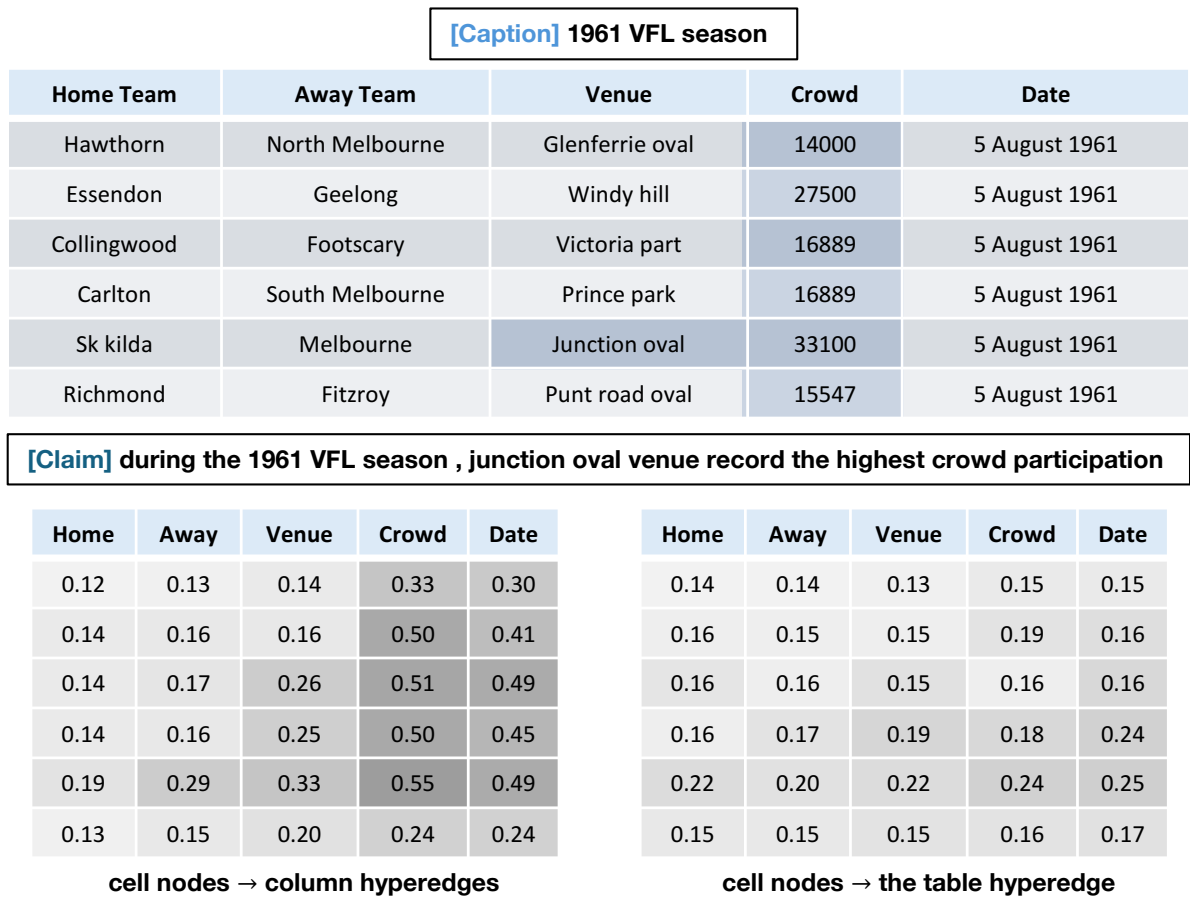 [Caption] 1961 VFL season
Home Team Away Team Venue Crowd Date
Hawthorn North Melbourne Glenferrie oval 14000 5 August 1961
Essendon Geelong Windy hill 27500 5 August 1961
Collingwood Footscary Victoria part 16889 5 August 1961
Carlton South Melbourne Prince park 16889 5 August 1961
Sk kilda Melbourne Junction oval 33100 5 August 1961
Richmond Fitzroy Punt road oval 15547 5 August 1961
[Claim] during the 1961 VFL season , junction oval venue record the highest crowd participation
Home Away Venue Crowd Date
0.12 0.13 0.14 0.33 0.30
0.14 0.16 0.16 0.50 0.41
0.14 0.17 0.26 0.51 0.49
0.14 0.16 0.25 0.50 0.45
0.19 0.29 0.33 0.55 0.49
0.13 0.15 0.20 0.24 0.24
cell nodes → column hyperedges
Home Away Venue Crowd Date
0.14 0.14 0.13 0.15 0.15
0.16 0.15 0.15 0.19 0.16
0.16 0.16 0.15 0.16 0.16
0.16 0.17 0.19 0.18 0.24
0.22 0.20 0.22 0.24 0.25
0.15 0.15 0.15 0.16 0.17
cell nodes → the table hyperedge